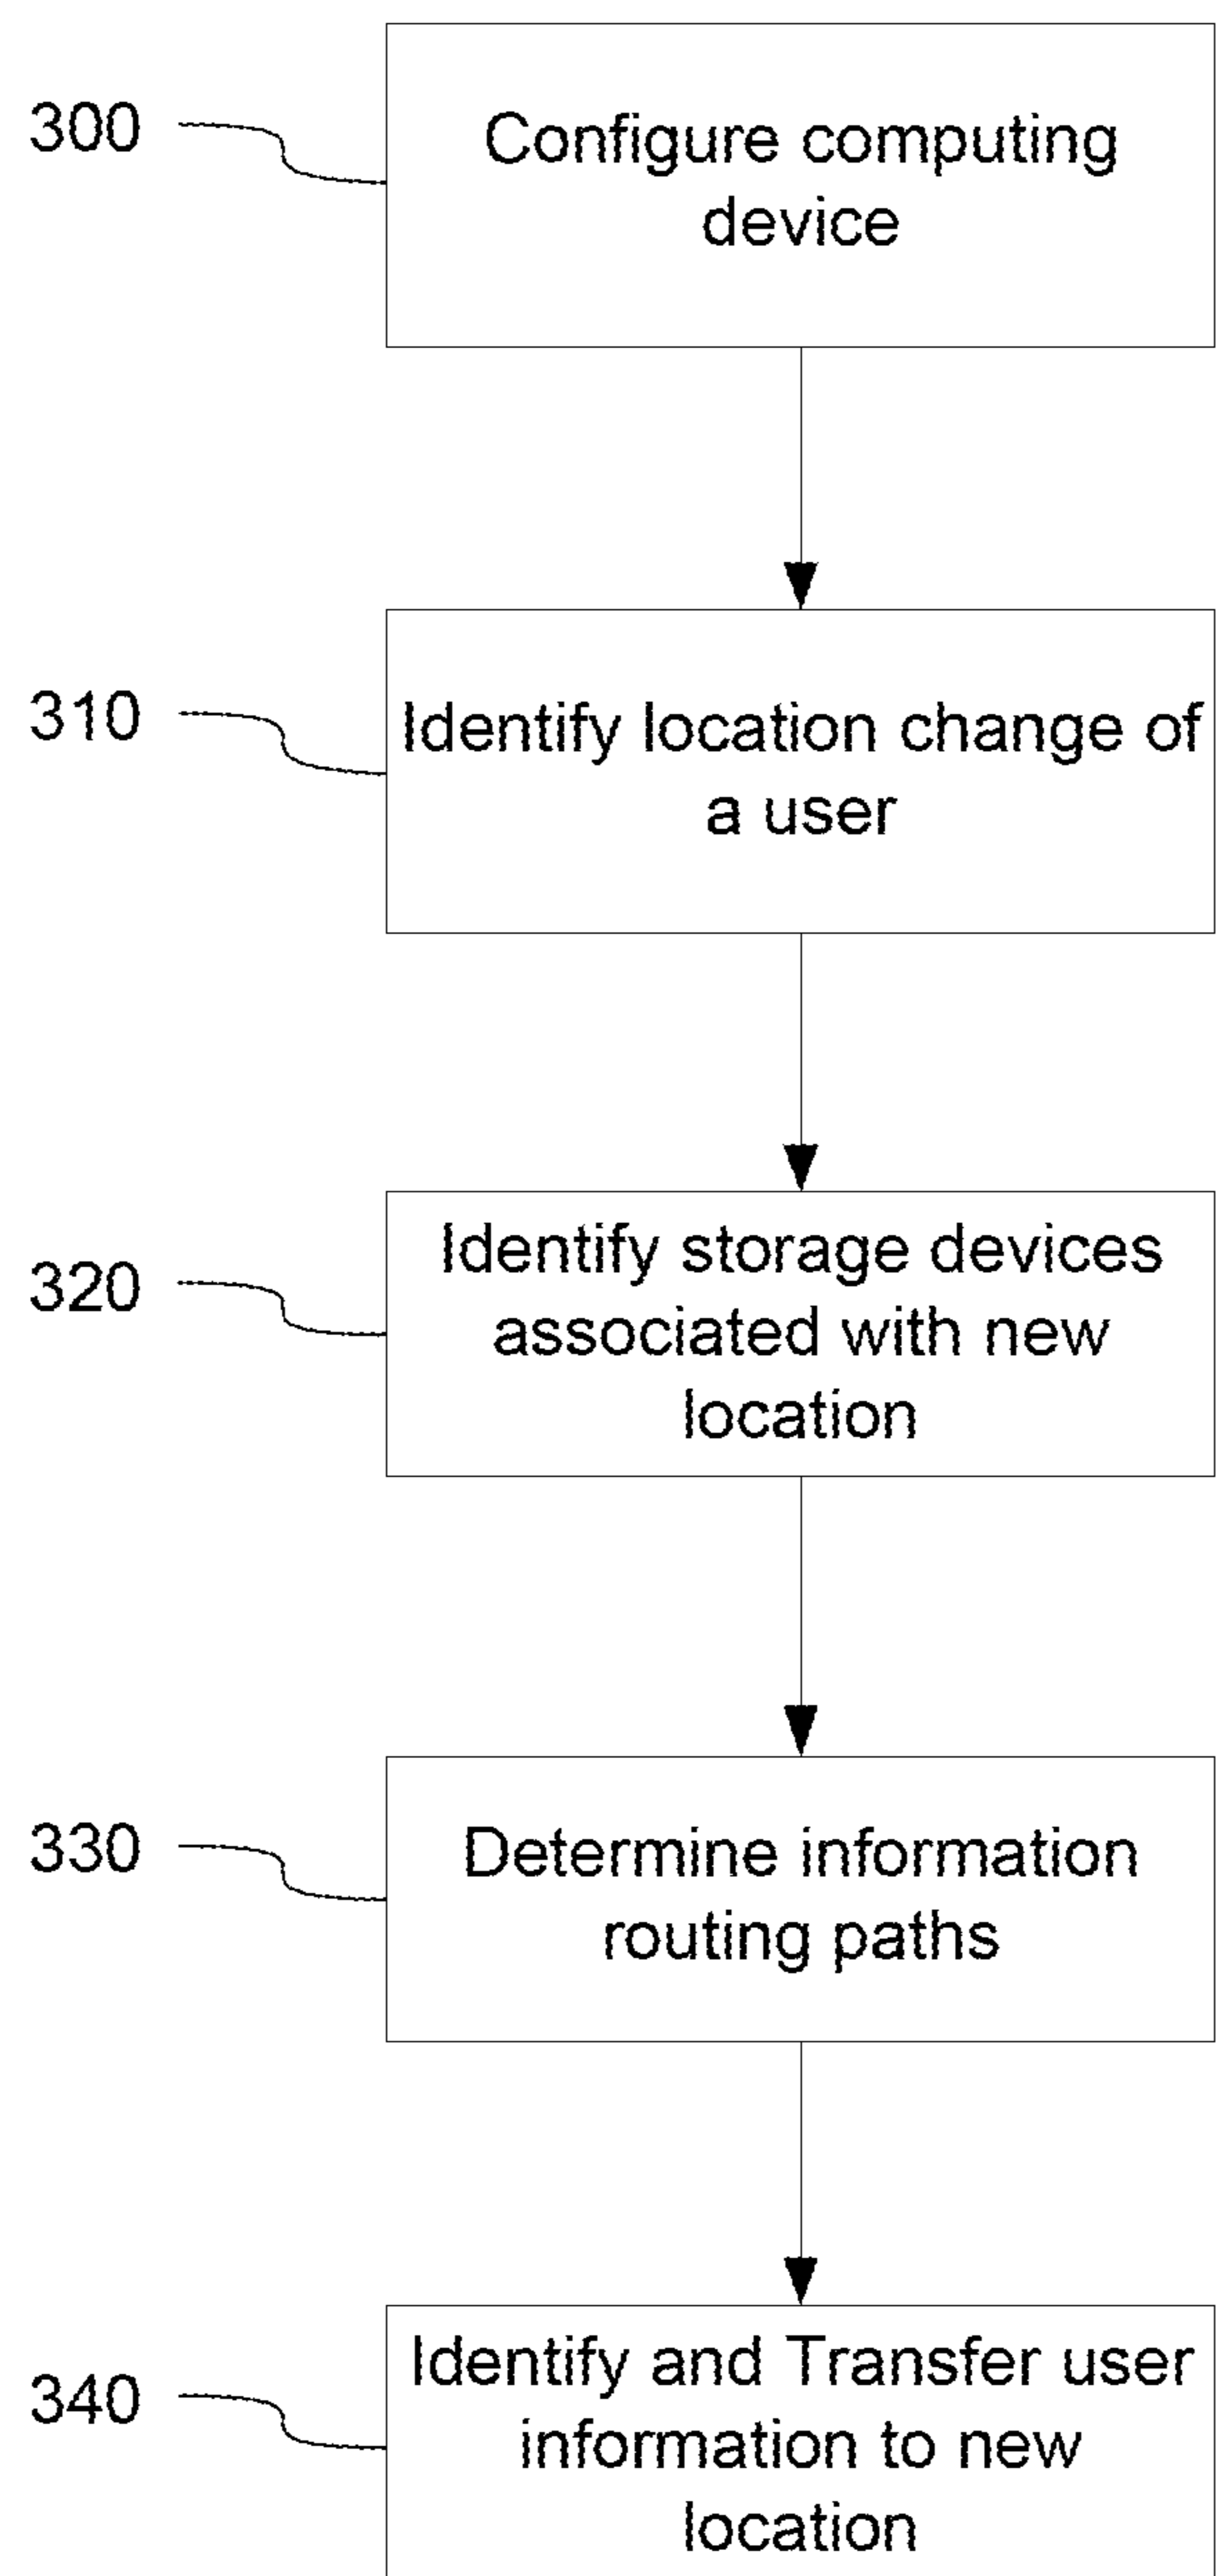 300
Configure computing
device
310
Identify location change of
a user
320
Identify storage devices
associated with new
location
330
Determine information
routing paths
340
Identify and Transfer user
information to new
location